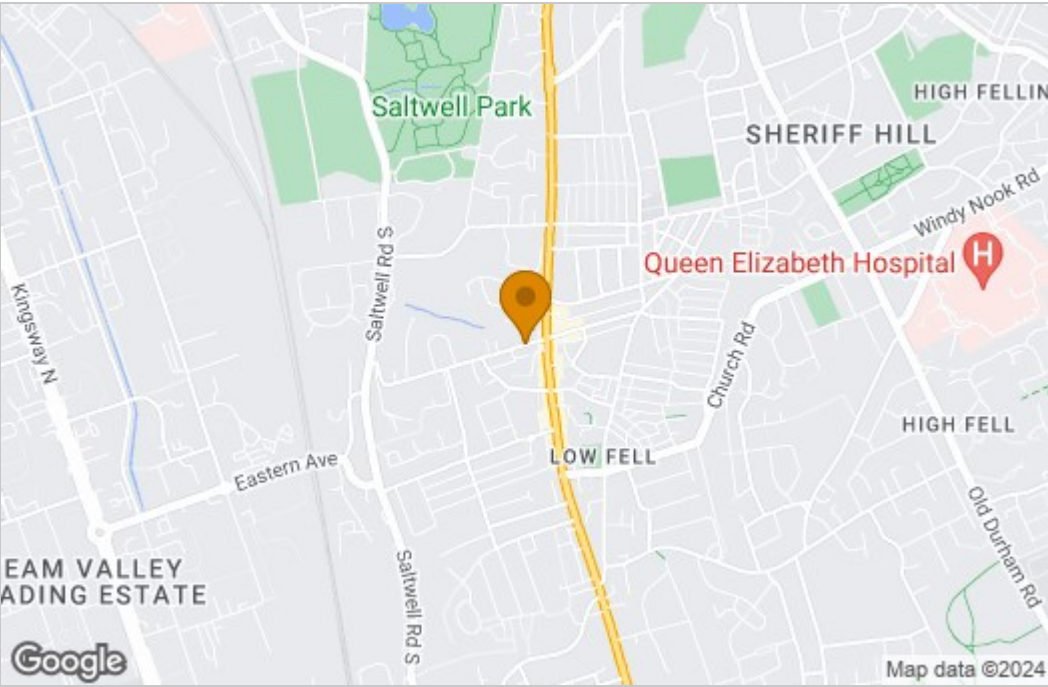 Saltwell Park
HIGH FELLIN
SHERIFF HILL
Windy Nook Rd
Queen Elizabeth Hospital
H
Saltwell Rd S
Kingsway N
Church Rd
HIGH FELL
LOW FELL
Eastern Ave
Old Durham Rd
EAM VALLEY
ADING ESTATE
Saltwell Rd S
Google
Map data ©2024